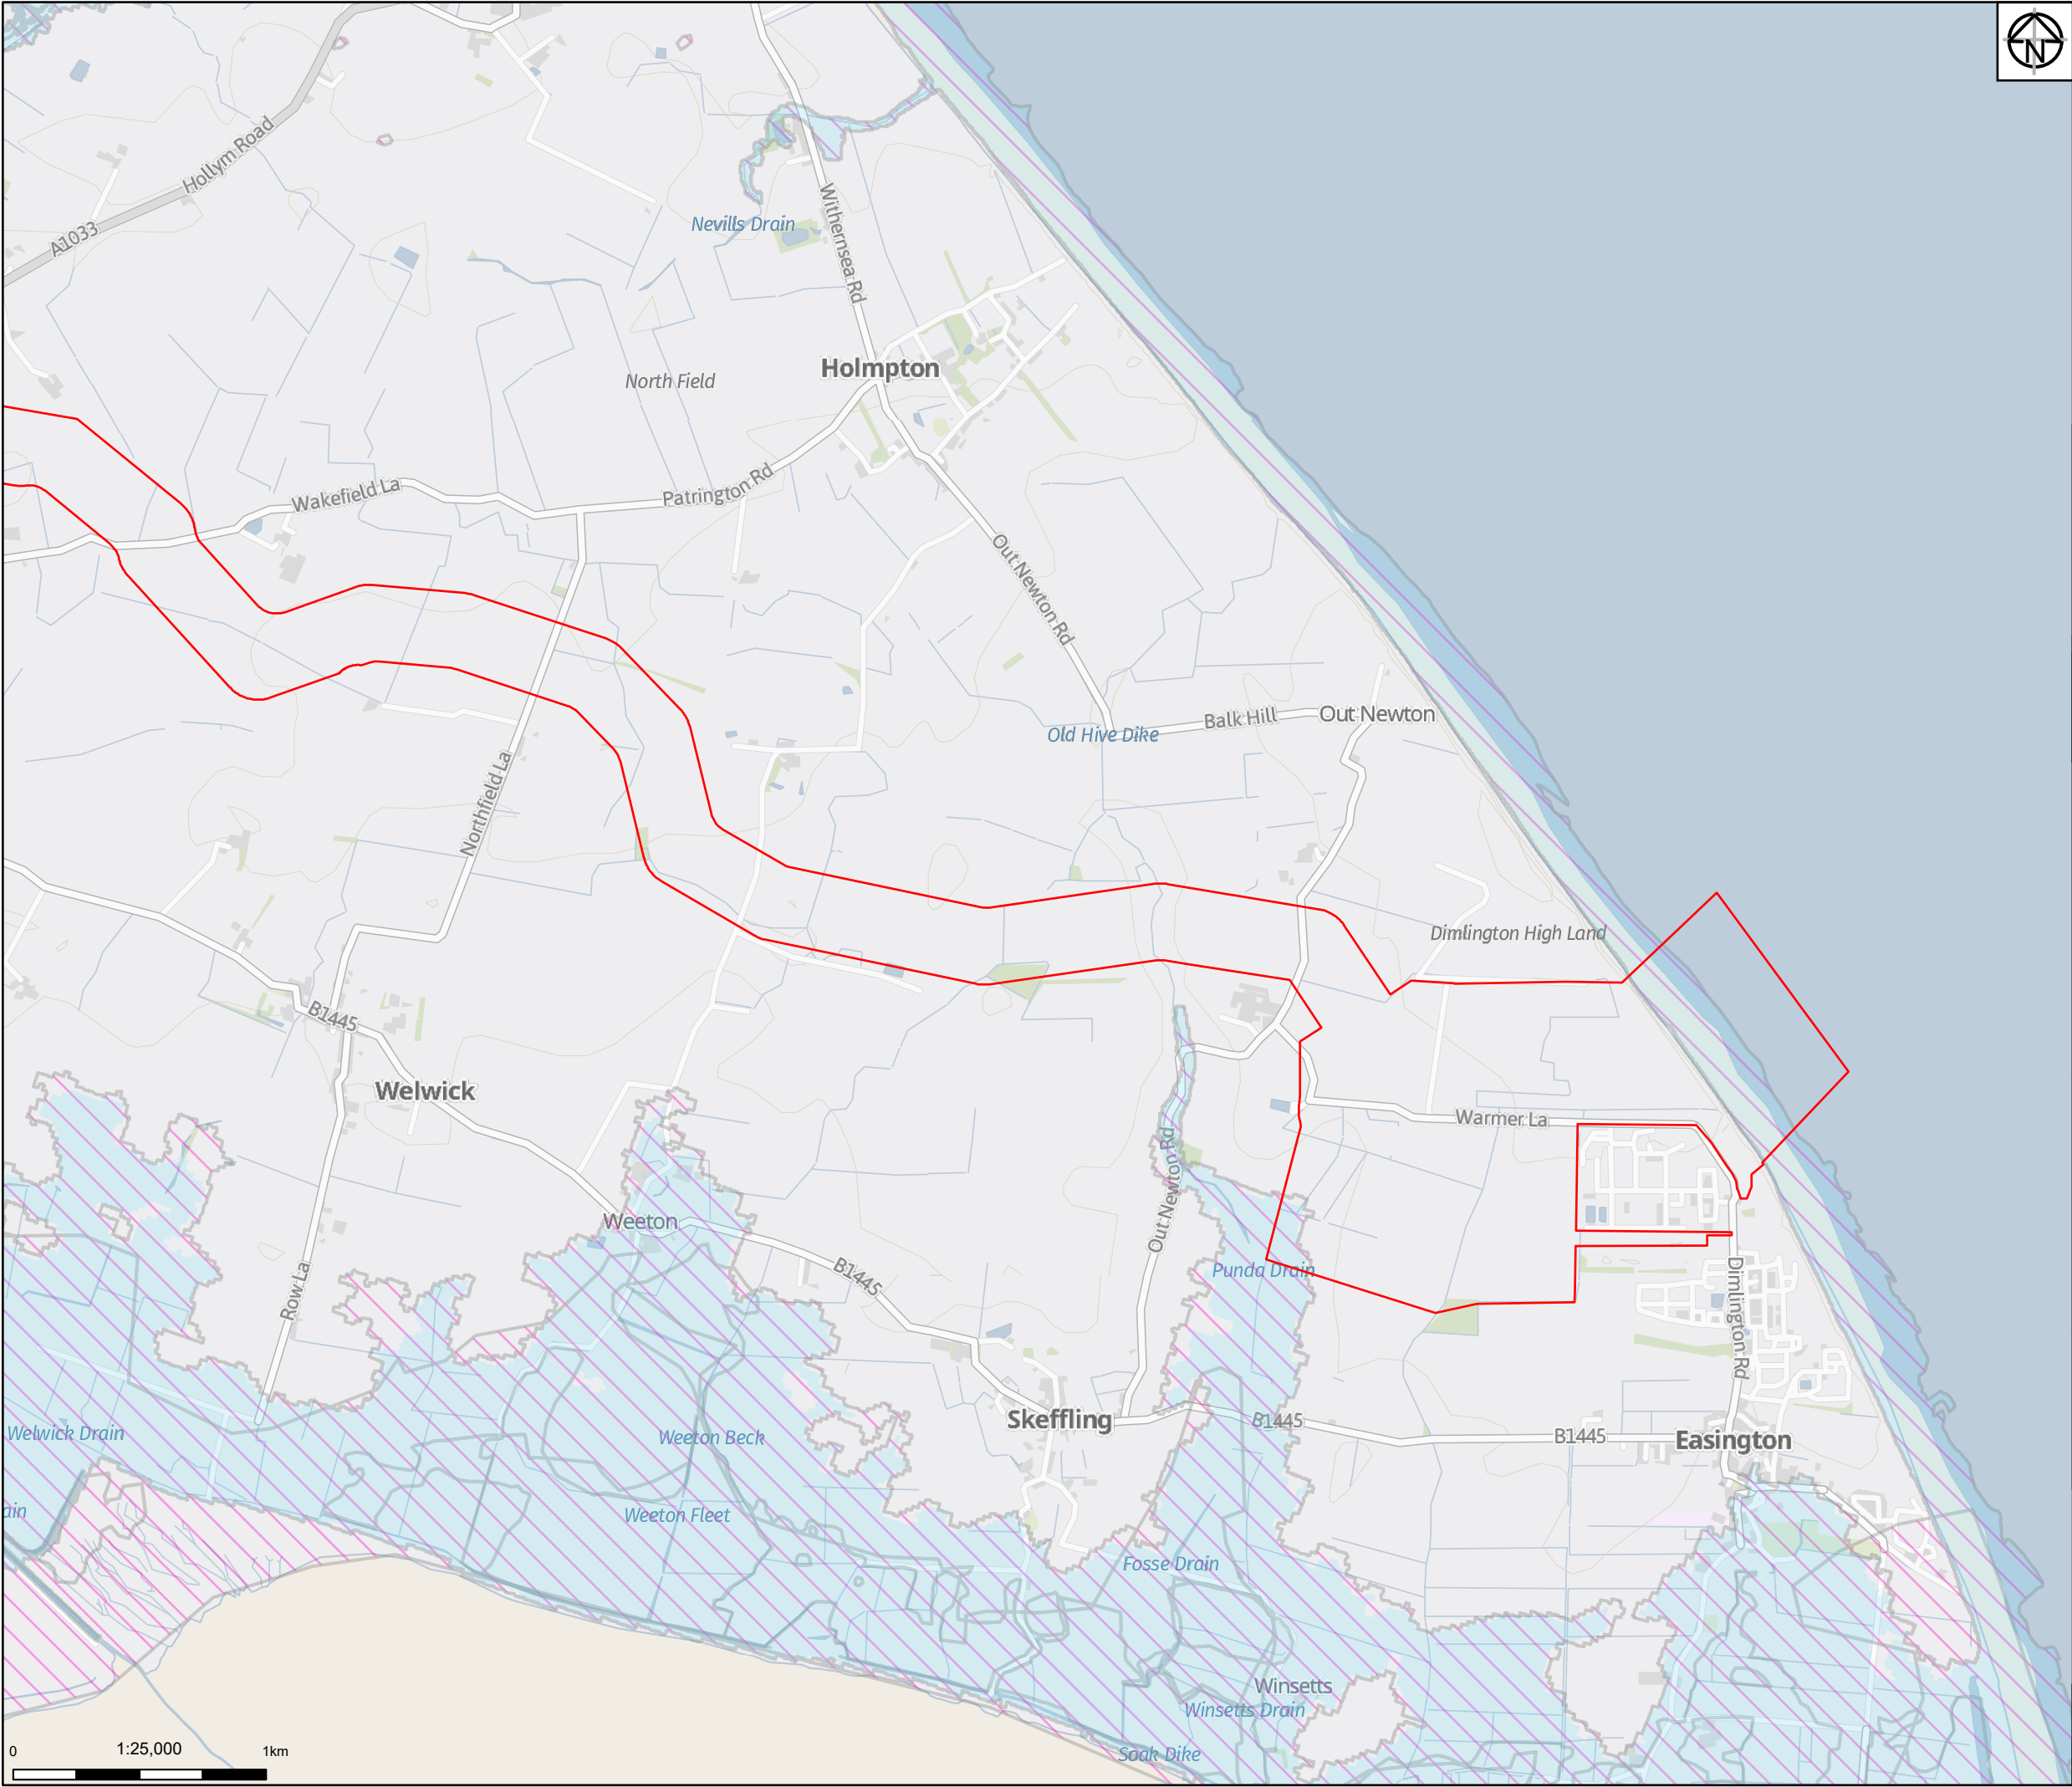 N
Hollym Road
A1033
Withernsea Rd
Nevills Drain
Holmpton
North Field
Wakefield La
Patrington Rd
Out Newton Rd
Out Newton
Balk Hill
Old Hive Dike
Northfield La
Dimlington High Land
B1445
Welwick
Warmer La
Out Newton Rd
Weeton
Punda Drain
B1445
Row La
Dimlington Rd
Skeffling
B1445
B1445
Easington
Welwick Drain
Weeton Beck
ain
Weeton Fleet
Fosse Drain
Winsetts
Winsetts Drain
Soak Dike
0
1:25,000
1km